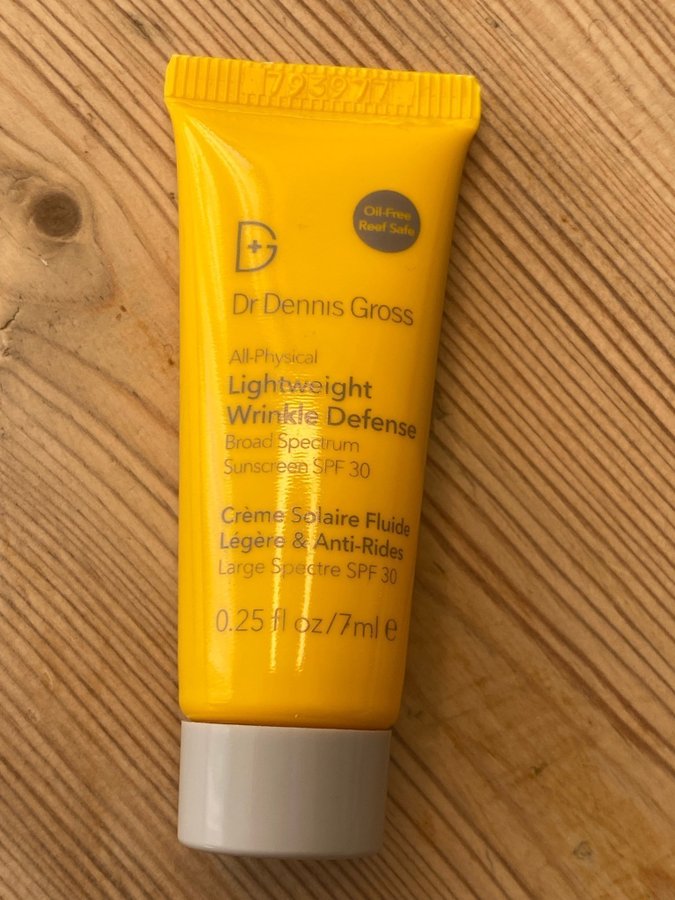 793977
Oil-Free
Reef Safe
Dr Dennis Gross
All-Physical
Lightweight
Wrinkle Defense
Broad Spectrum
Sunscreen SPF 30
Crème Solaire Fluide
Légère & Anti-Rides
Large Spectre SPF 30
0.25 fl oz/7ml e